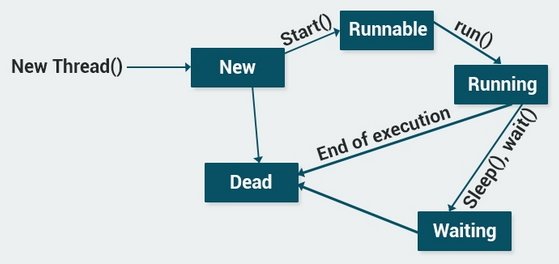 New Thread()
New
Start()
Runnable
run()
Running
End of execution
Sleep(), wait()
Dead
Waiting